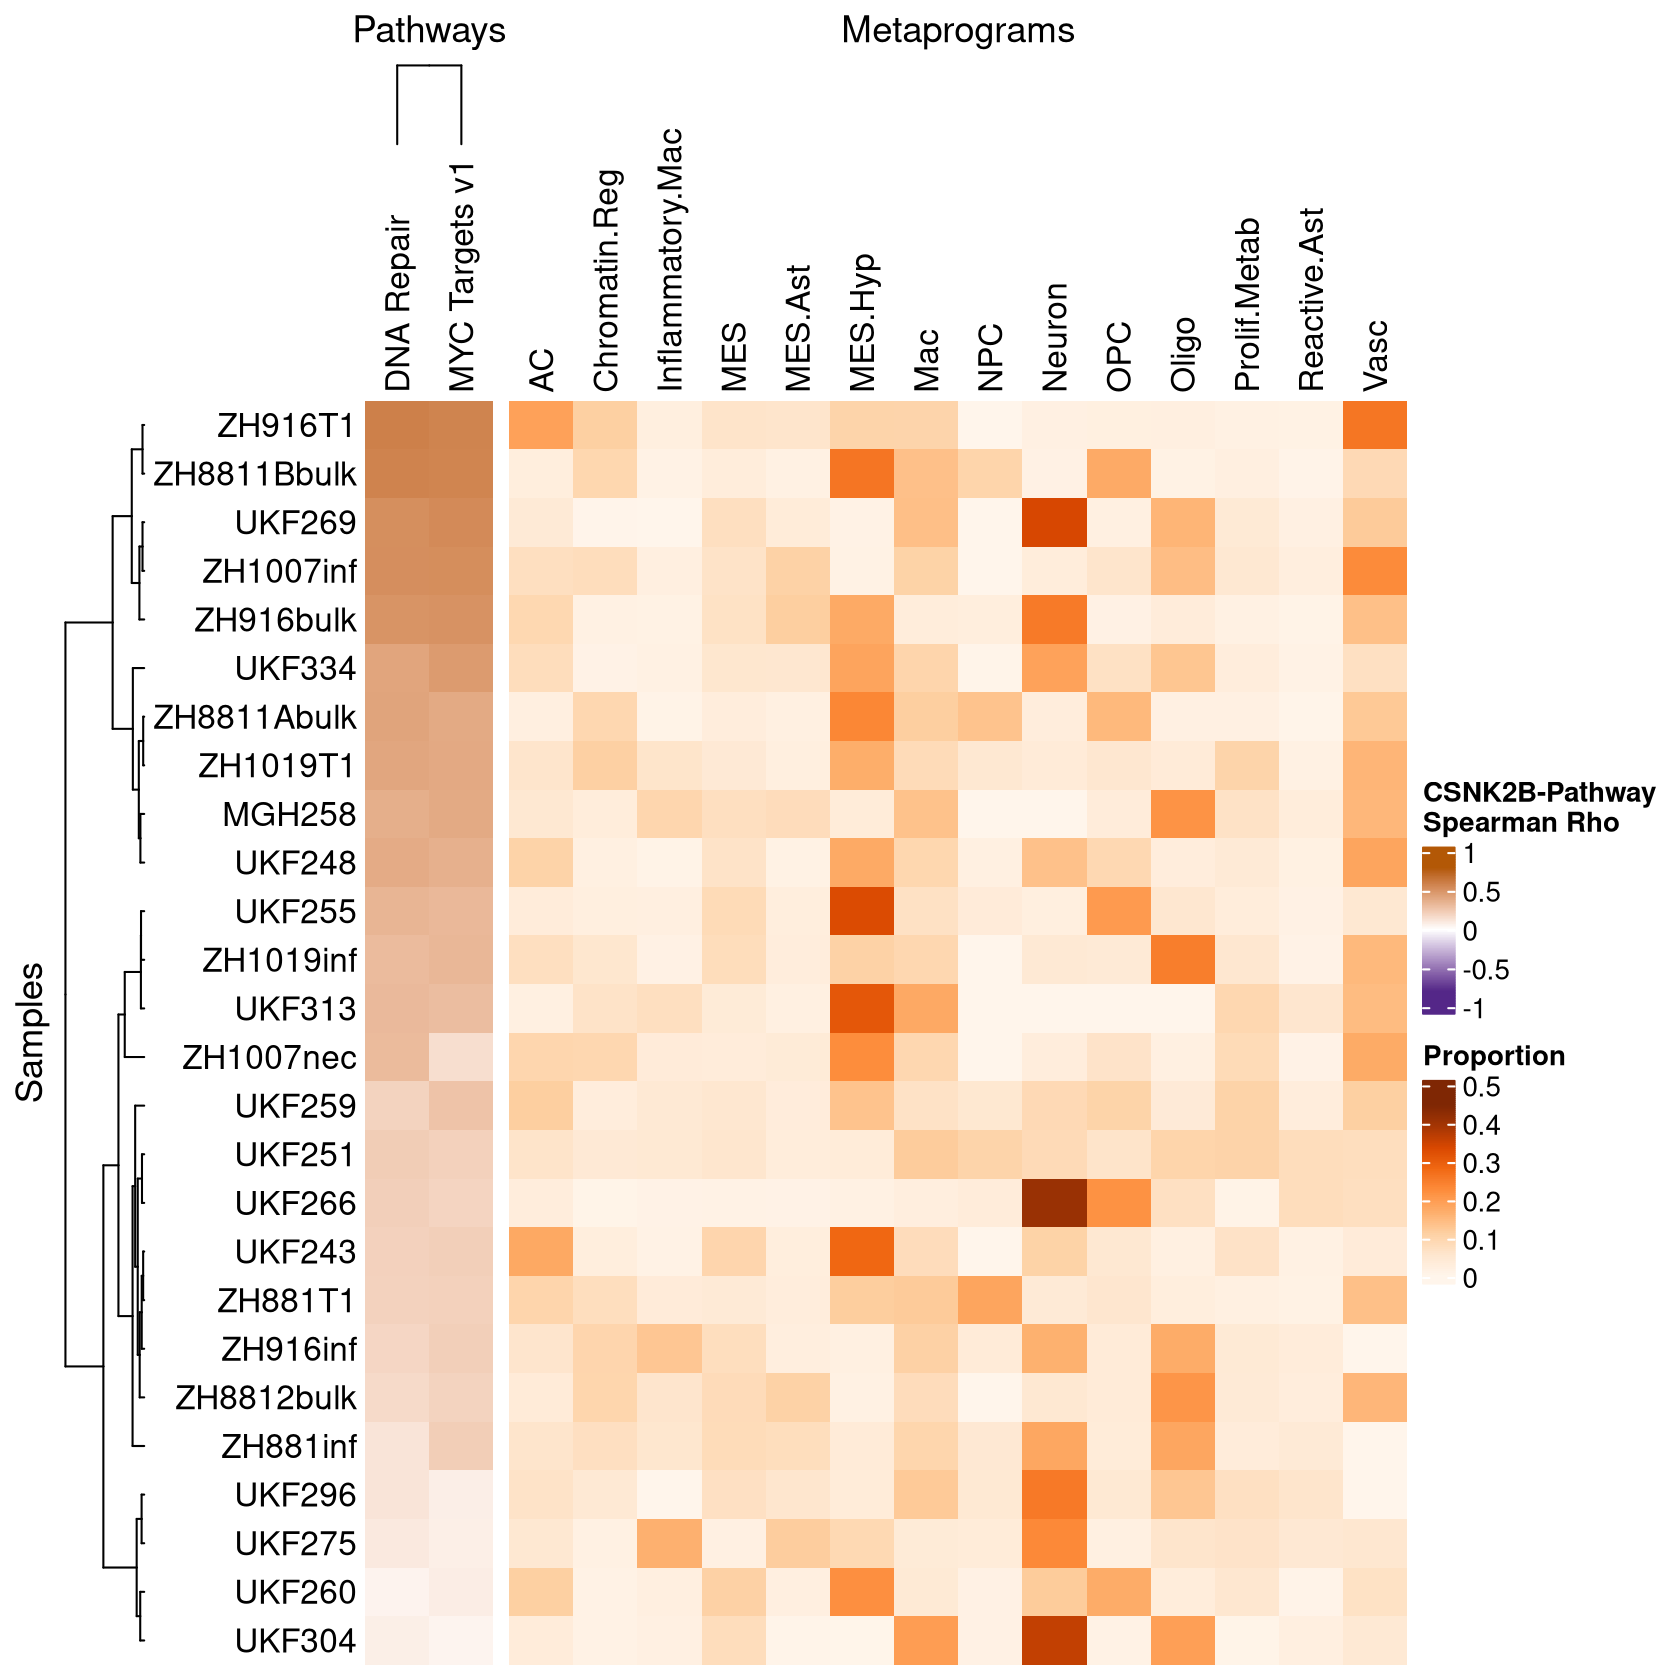 Pathways
Metaprograms
DNA Repair
MYC Targets v1
AC
Chromatin.Reg
Inflammatory.Mac
MES
MES.Ast
MES.Hyp
Mac
NPC
Neuron
OPC
Oligo
Prolif.Metab
Reactive.Ast
Vasc
Samples
ZH916T1
ZH8811Bbulk
UKF269
ZH1007inf
ZH916bulk
UKF334
ZH8811Abulk
ZH1019T1
MGH258
UKF248
UKF255
ZH1019inf
UKF313
ZH1007nec
UKF259
UKF251
UKF266
UKF243
ZH881T1
ZH916inf
ZH8812bulk
ZH881inf
UKF296
UKF275
UKF260
UKF304
CSNK2B-Pathway
Spearman Rho
1
0.5
0
-0.5
-1
Proportion
0.5
0.4
0.3
0.2
0.1
0